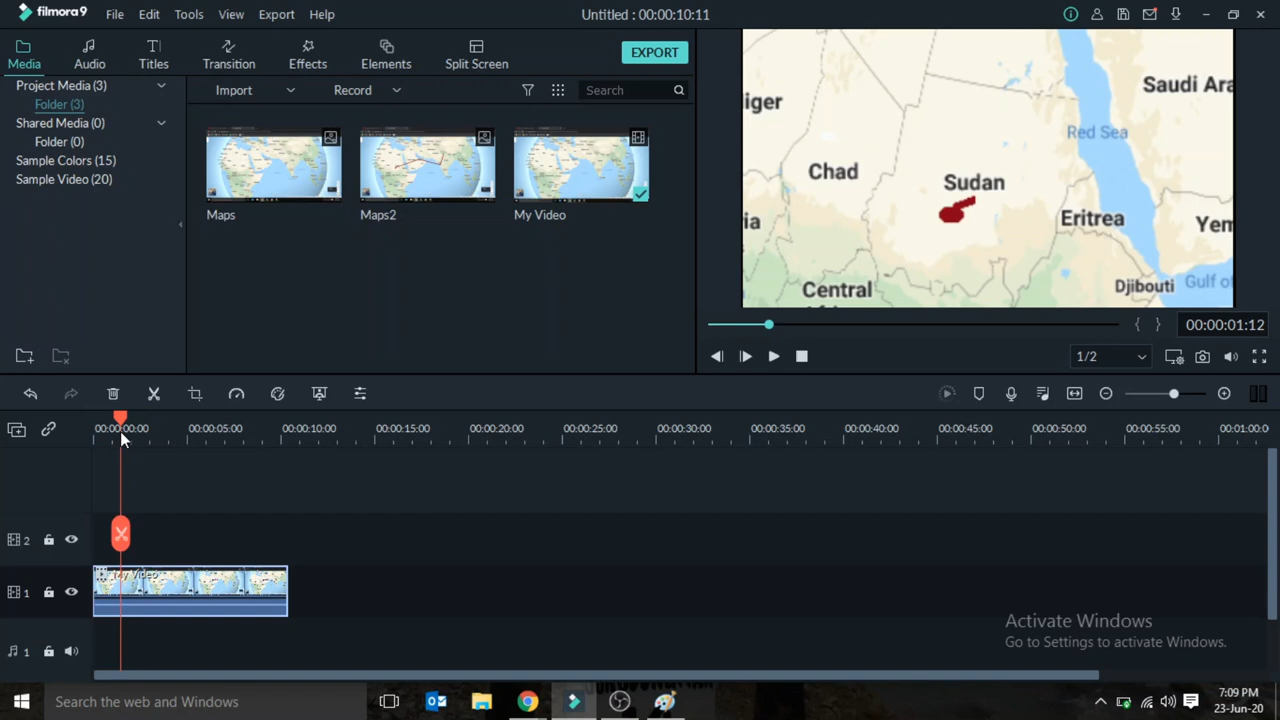 filmora9
File Edit Tools View Export Help
Untitled : 00:00:10:11
Media Audio Titles Transition Effects Elements Split Screen
EXPORT
Project Media (3)
Folder (3)
Shared Media (0)
Folder (0)
Sample Colors (15)
Sample Video (20)
Import Record Search
Maps Maps2 My Video
iger
Saudi Ara
Red Sea
Chad
Sudan
ia
Eritrea
Yem
Central
Djibouti
Gulf o
00:00:01:12
1/2
00:00:00:00 00:00:05:00 00:00:10:00 00:00:15:00 00:00:20:00 00:00:25:00 00:00:30:00 00:00:35:00 00:00:40:00 00:00:45:00 00:00:50:00 00:00:55:00 00:01:00:0
2
My Video
1
1
Activate Windows
Go to Settings to activate Windows.
Search the web and Windows
7:09 PM
23-Jun-20